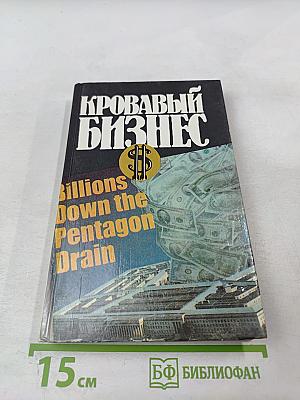 КРОВАВЫЙ
БИЗНЕС
$
Billions
Down the
Pentagon
Drain
15 см
БФ БИБЛИОФАН